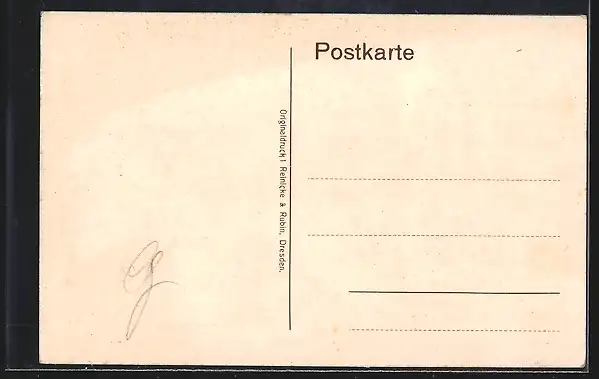 Postkarte
Originaldruck: Reinicke & Rubin, Dresden.